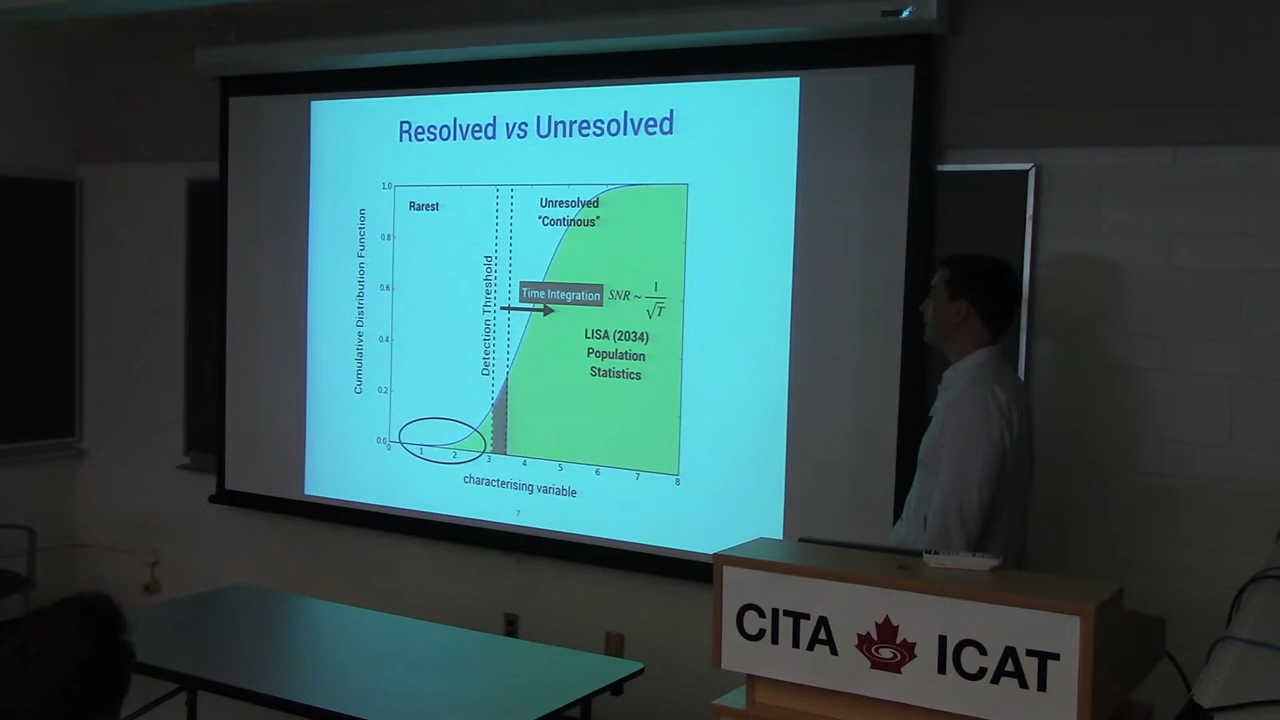 Resolved vs Unresolved
1.0
0.8
0.6
0.4
0.2
0.0
Cumulative Distribution Function
Rarest
Detection Threshold
Unresolved
“Continous”
Time Integration
SNR ~ 1/√T
LISA (2034)
Population
Statistics
0 1 2 3 4 5 6 7 8
characterising variable
7
CITA ICAT